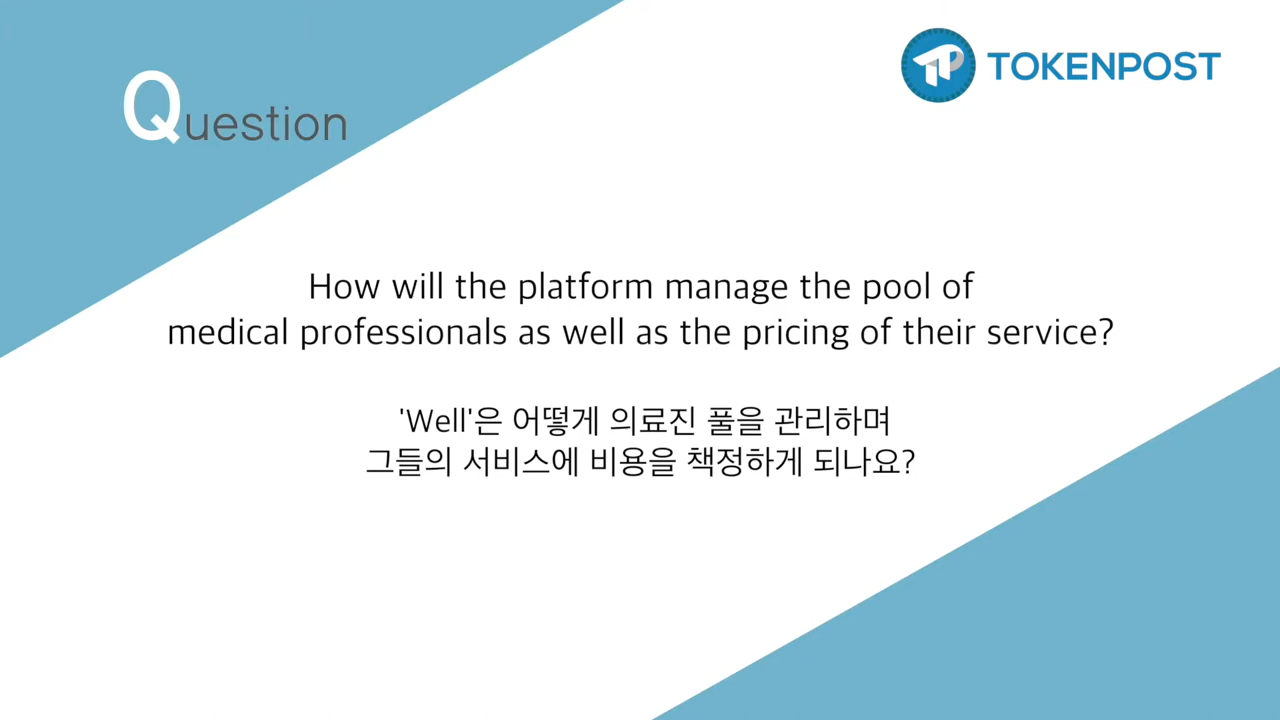 Question
TOKENPOST
How will the platform manage the pool of
medical professionals as well as the pricing of their service?
'Well'은 어떻게 의료진 풀을 관리하며
그들의 서비스에 비용을 책정하게 되나요?